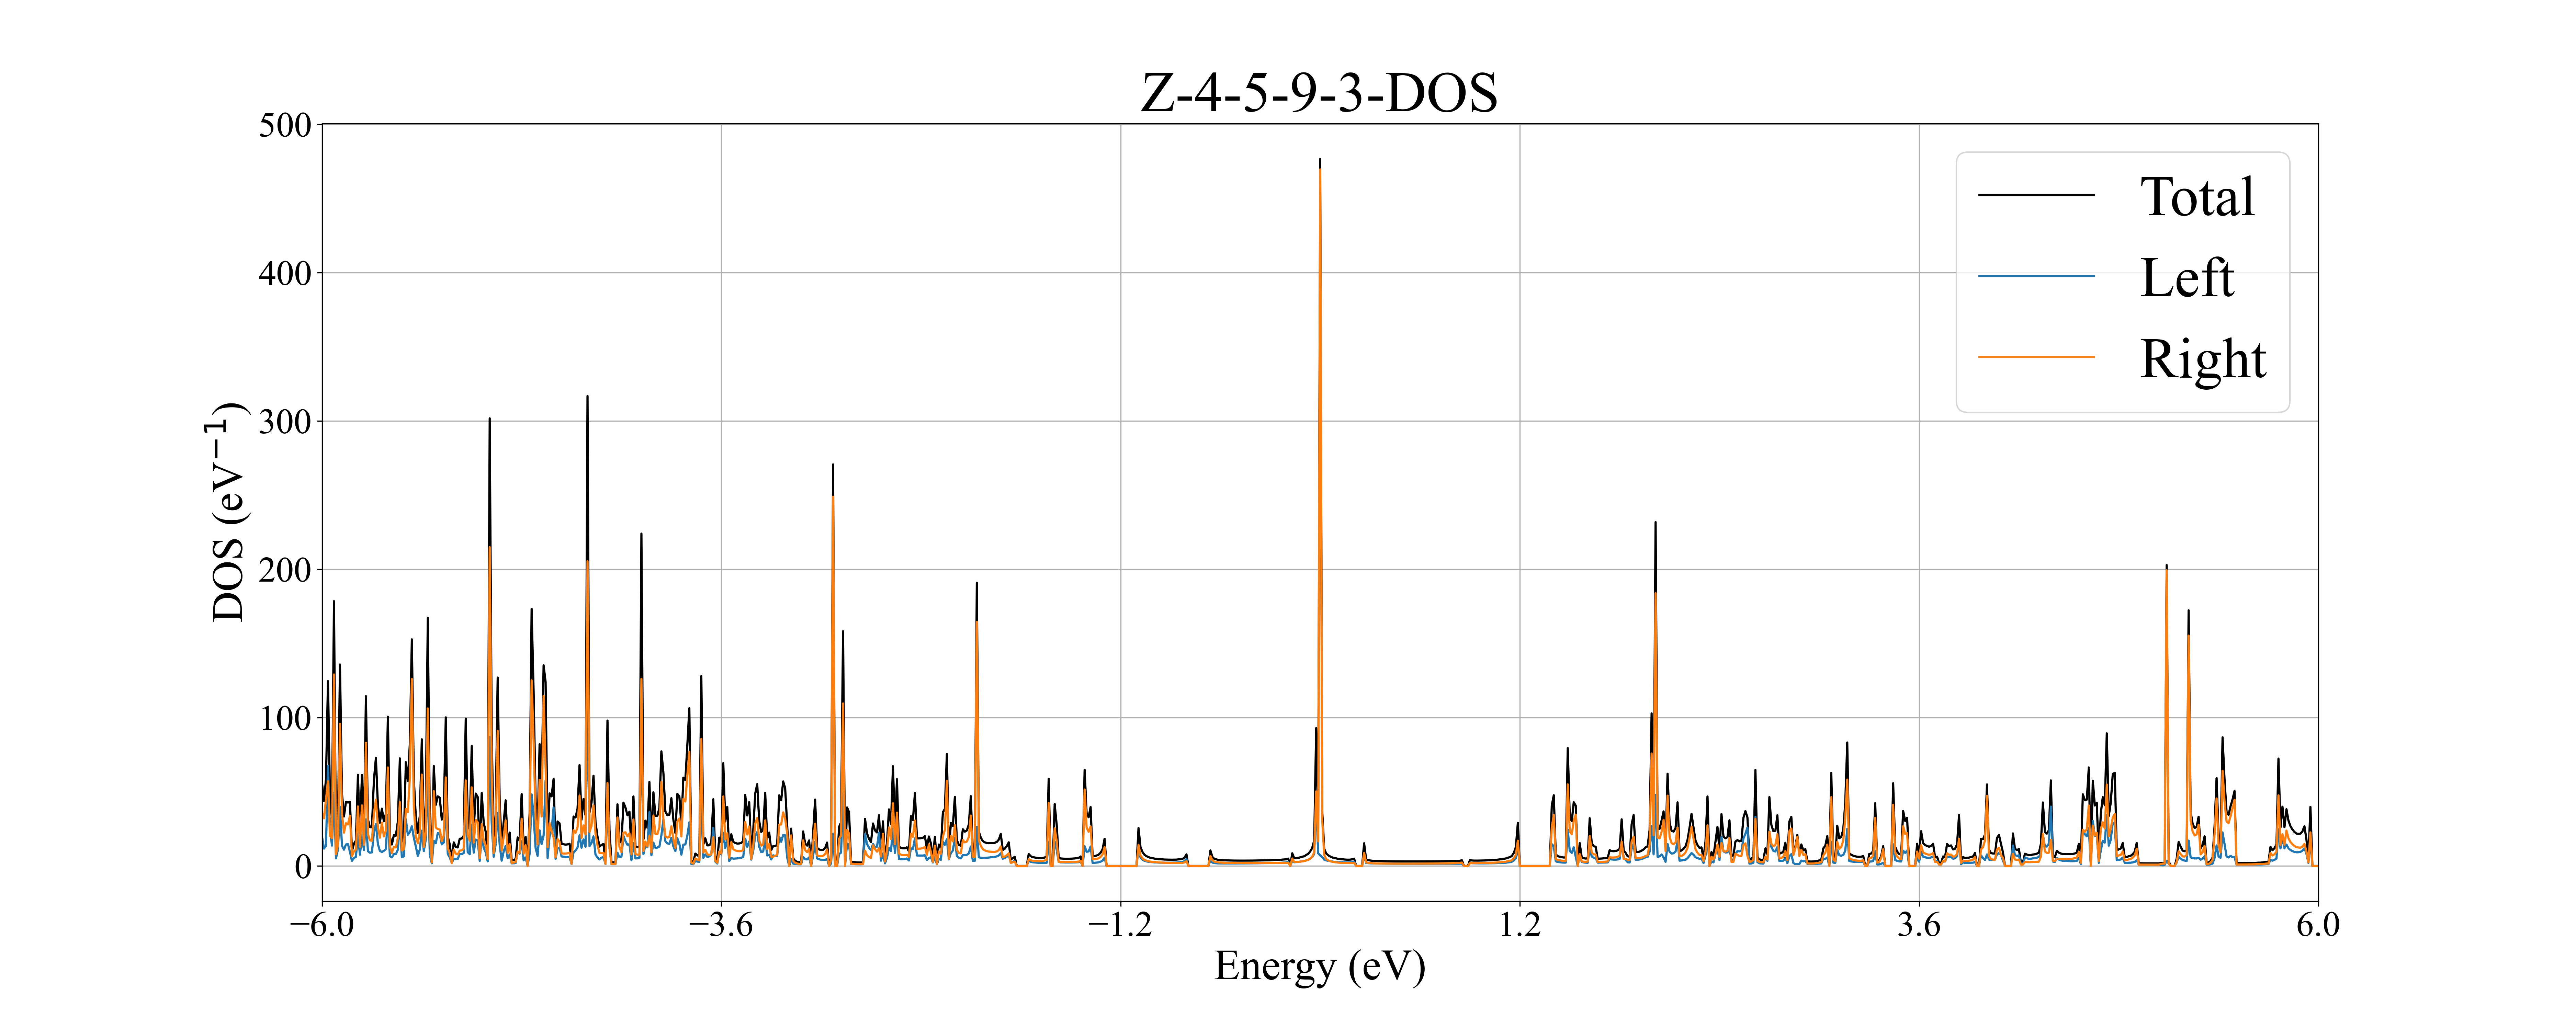 Z-4-5-9-3-DOS
500
400
300
200
100
0
DOS (eV⁻¹)
Total
Left
Right
−6.0 −3.6 −1.2 1.2 3.6 6.0
Energy (eV)